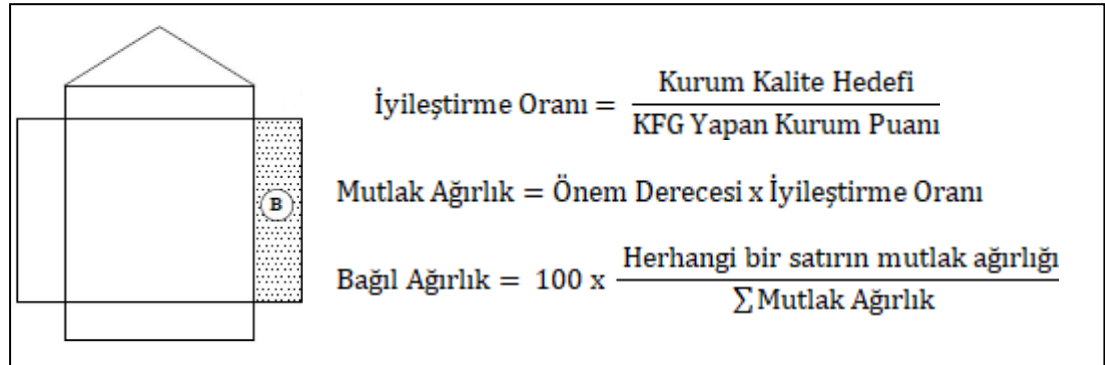 İyileştirme Oranı = Kurum Kalite Hedefi / KFG Yapan Kurum Puanı
B
Mutlak Ağırlık = Önem Derecesi x İyileştirme Oranı
Bağıl Ağırlık = 100 x Herhangi bir satırın mutlak ağırlığı / ∑Mutlak Ağırlık